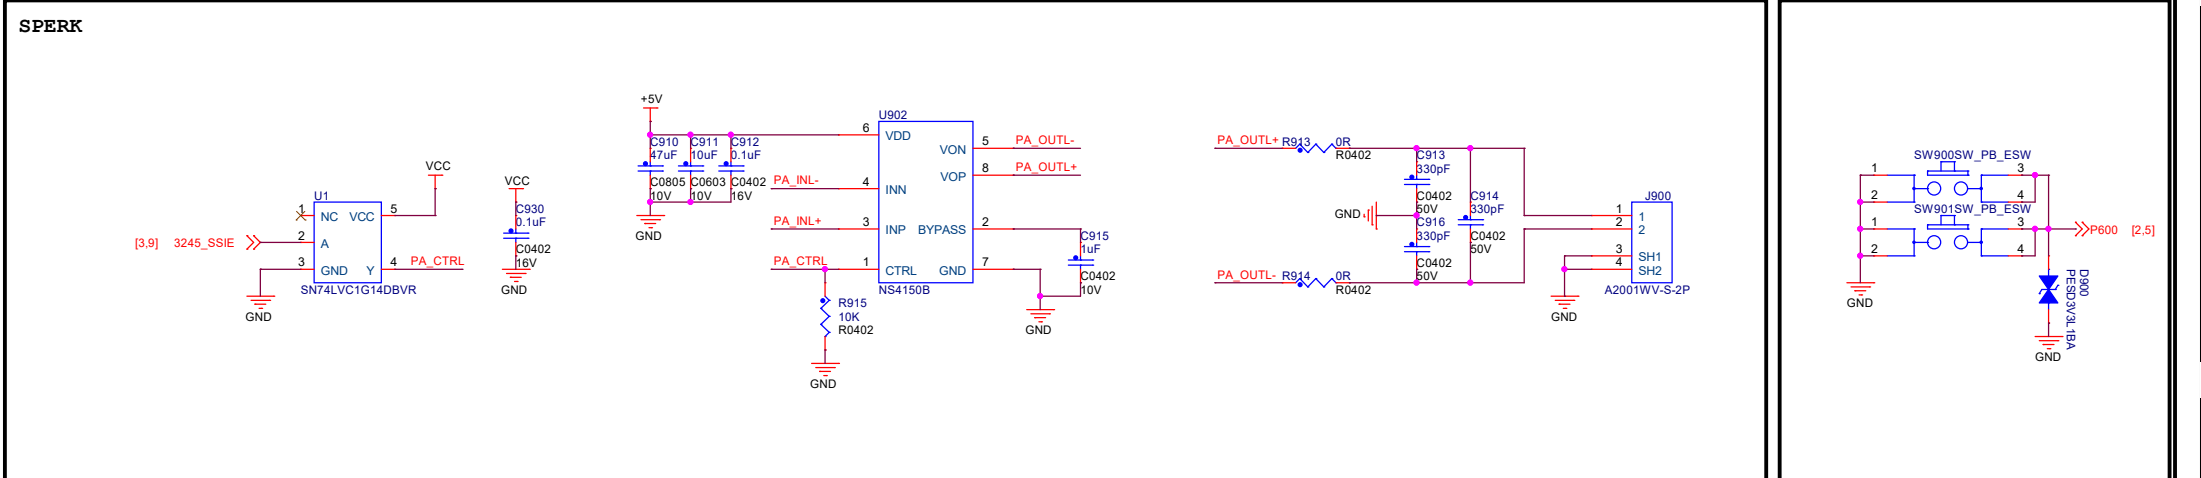 SPERK
[3,9] 3245_SSIE
U1
1 NC VCC 5
2 A
3 GND Y 4 PA_CTRL
SN74LVC1G14DBVR
GND
VCC
VCC
C930
0.1uF
C0402
16V
GND
+5V
C910 C911 C912
47uF 10uF 0.1uF
C0805 C0603 C0402
10V 10V 16V
GND
PA_INL-
PA_INL+
PA_CTRL
U902
6 VDD
4 INN
3 INP
1 CTRL
VON 5 PA_OUTL-
VOP 8 PA_OUTL+
BYPASS 2
GND 7
NS4150B
R915
10K
R0402
GND
C915
1uF
C0402
10V
GND
PA_OUTL+ R913 0R
R0402
C913
330pF
C0402
50V
GND
C916
330pF
C0402
50V
C914
330pF
C0402
50V
PA_OUTL- R914 0R
R0402
J900
1 1
2 2
3 SH1
4 SH2
A2001WV-S-2P
GND
SW900SW_PB_ESW
1 3
2 4
SW901SW_PB_ESW
1 3
2 4
GND
P600 [2,5]
D900
PESD3V3L1BA
GND